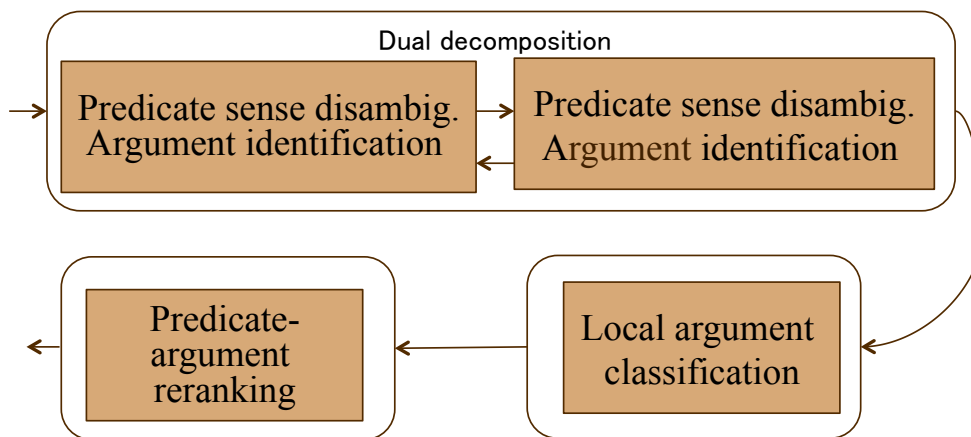 Dual decomposition
Predicate sense disambig.
Argument identification
Predicate sense disambig.
Argument identification
Predicate-
argument
reranking
Local argument
classification